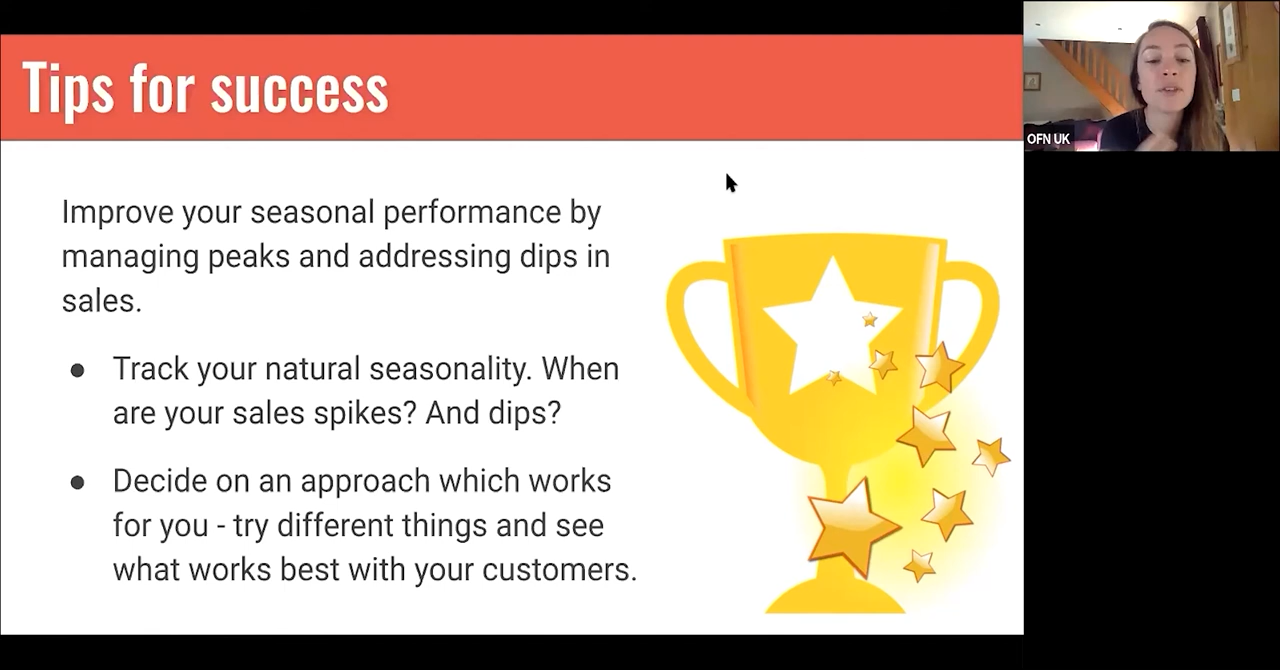 Tips for success
OFN UK
Improve your seasonal performance by
managing peaks and addressing dips in
sales.
● Track your natural seasonality. When
are your sales spikes? And dips?
● Decide on an approach which works
for you - try different things and see
what works best with your customers.